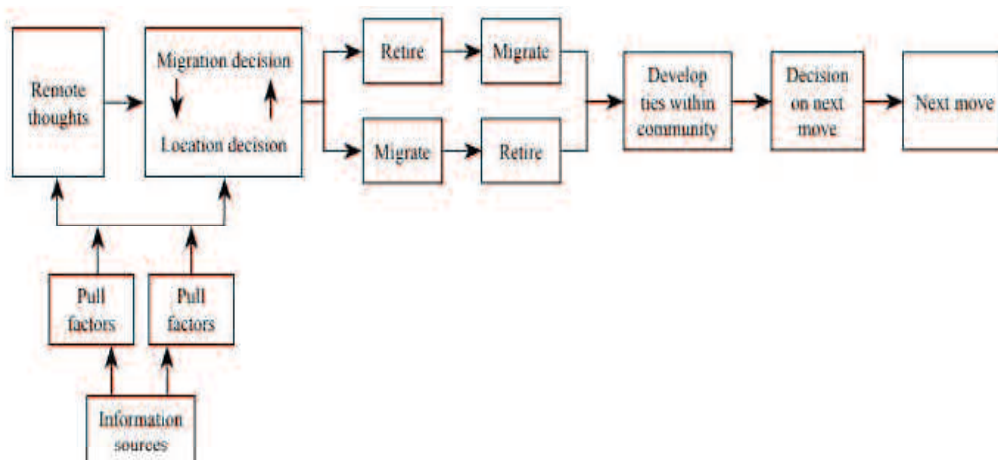 Remote
thoughts
Migration decision
Location decision
Retire
Migrate
Migrate
Retire
Develop
ties within
community
Decision
on next
move
Next move
Pull
factors
Pull
factors
Information
sources